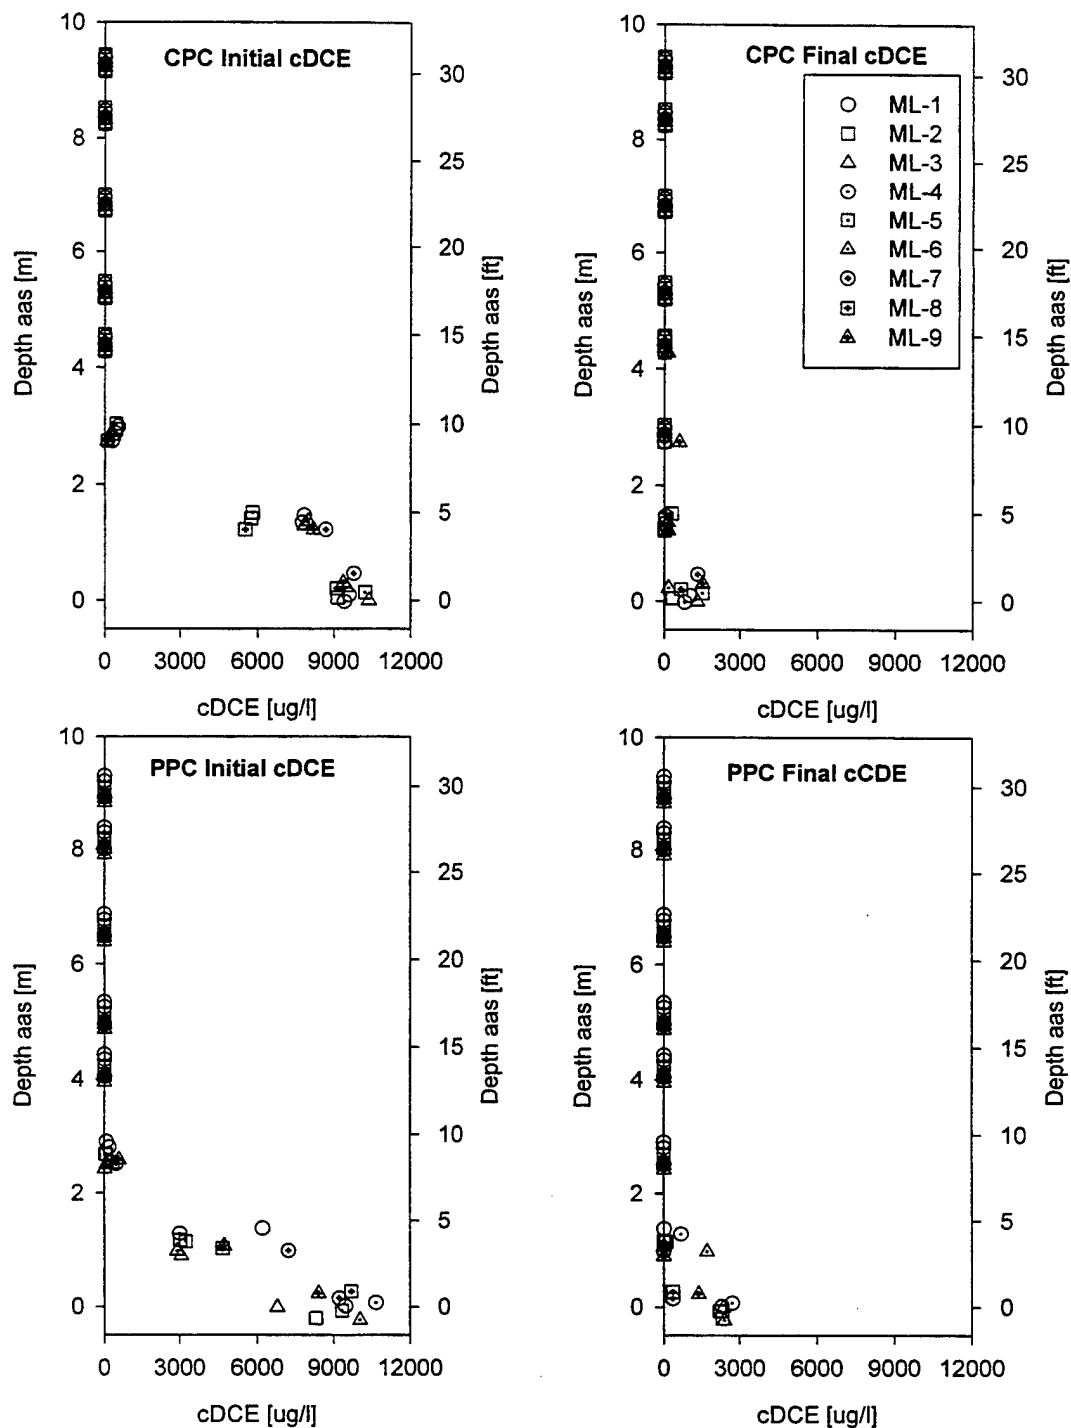 CPC Initial cDCE
10
8
6
4
2
0
Depth aas [m]
30
25
20
15
10
5
0
Depth aas [ft]
0 3000 6000 9000 12000
cDCE [ug/l]
CPC Final cDCE
10
8
6
4
2
0
Depth aas [m]
30
25
20
15
10
5
0
Depth aas [ft]
ML-1
ML-2
ML-3
ML-4
ML-5
ML-6
ML-7
ML-8
ML-9
0 3000 6000 9000 12000
cDCE [ug/l]
PPC Initial cDCE
10
8
6
4
2
0
Depth aas [m]
30
25
20
15
10
5
0
Depth aas [ft]
0 3000 6000 9000 12000
cDCE [ug/l]
PPC Final cCDE
10
8
6
4
2
0
Depth aas [m]
30
25
20
15
10
5
0
Depth aas [ft]
0 3000 6000 9000 12000
cDCE [ug/l]